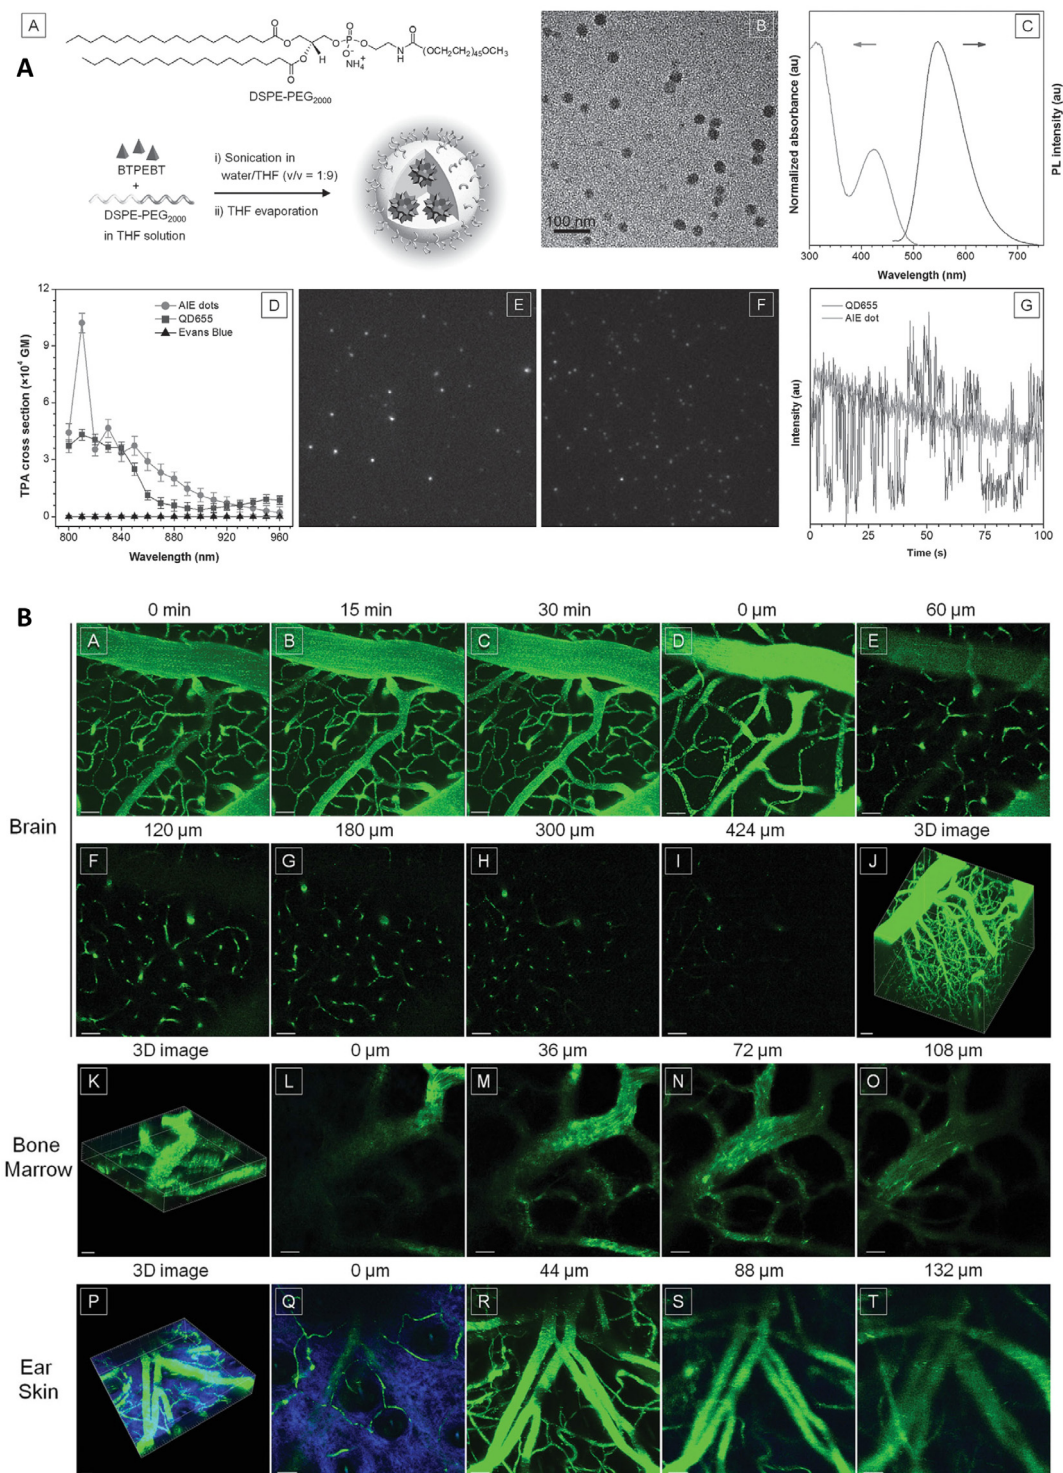 A
A
DSPE-PEG2000
O
O
O
O
O
P
O
O-
NH4+
H
N
H
O
(OCH2CH2)45OCH3
BTPEBT
+
DSPE-PEG2000
in THF solution
i) Sonication in
water/THF (v/v = 1:9)
ii) THF evaporation
B
100 nm
C
Normalized absorbance (au)
PL intensity (au)
300 400 500 600 700
Wavelength (nm)
D
AIE dots
QD655
Evans Blue
TPA cross section (×10⁴ GM)
12
9
6
3
0
800 840 880 920 960
Wavelength (nm)
E
F
G
QD655
AIE dot
Intensity (au)
0 25 50 75 100
Time (s)
B
0 min 15 min 30 min 0 µm 60 µm
A B C D E
Brain
120 µm 180 µm 300 µm 424 µm 3D image
F G H I J
3D image 0 µm 36 µm 72 µm 108 µm
K L M N O
Bone
Marrow
3D image 0 µm 44 µm 88 µm 132 µm
P Q R S T
Ear
Skin